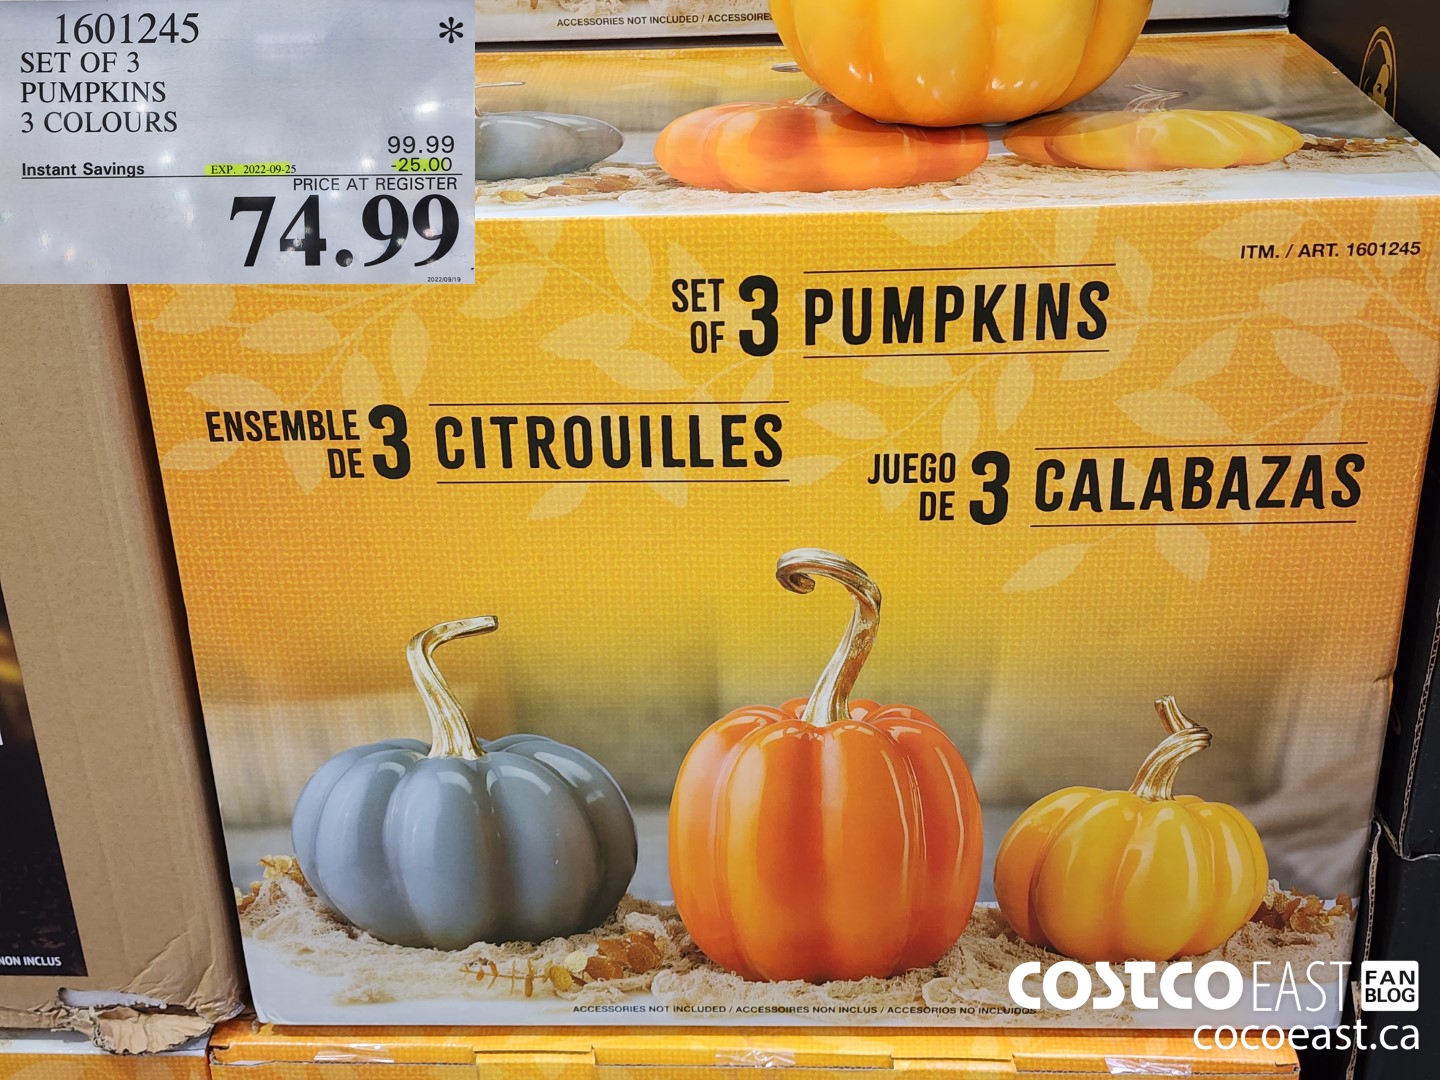 1601245 *
SET OF 3
PUMPKINS
3 COLOURS
99.99
Instant Savings EXP. 2022-09-25 -25.00
PRICE AT REGISTER
74.99
2022/09/19
ACCESSORIES NOT INCLUDED / ACCESSOIRE
ITM. / ART. 1601245
SET OF 3 PUMPKINS
ENSEMBLE DE 3 CITROUILLES
JUEGO DE 3 CALABAZAS
NON INCLUS
ACCESSORIES NOT INCLUDED / ACCESSOIRES NON INCLUS / ACCESORIOS NO INCLUIDOS
COSTCO EAST FAN BLOG
cocoeast.ca